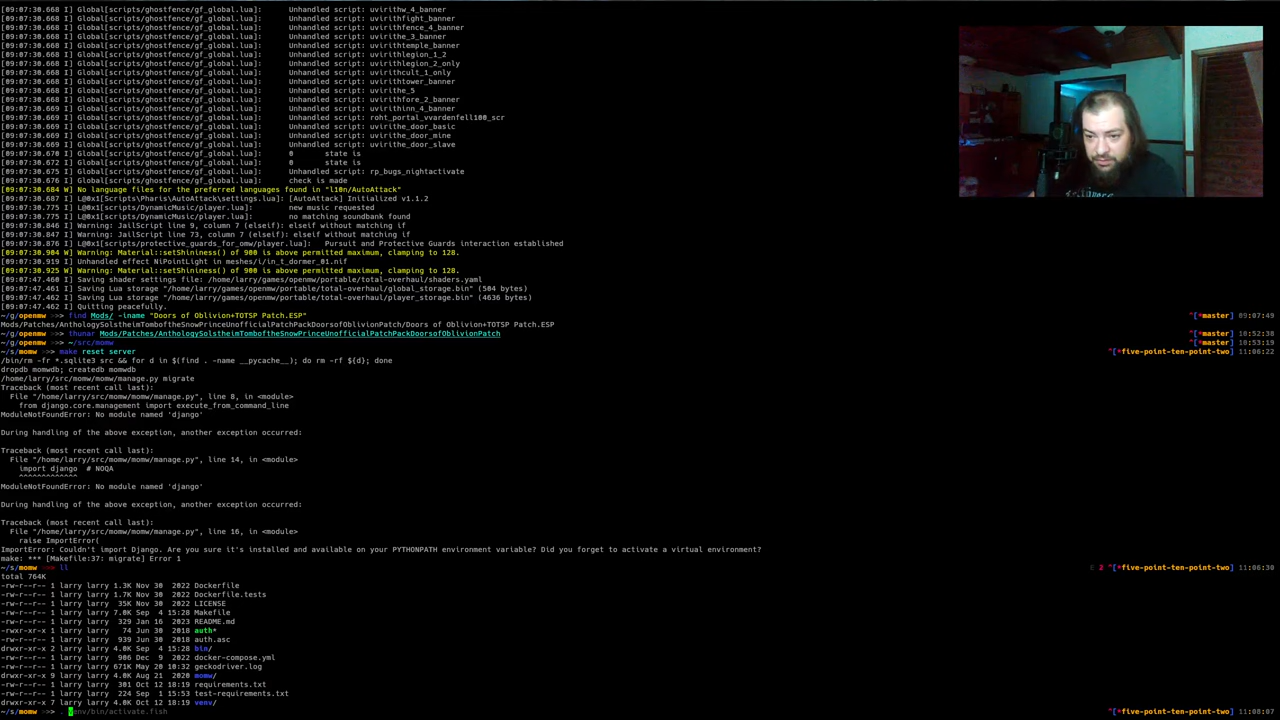 [09:07:30.668 I] Global[scripts/ghostfence/gf_global.lua]: Unhandled script: uvirithw_4_banner
[09:07:30.668 I] Global[scripts/ghostfence/gf_global.lua]: Unhandled script: uvirithfight_banner
[09:07:30.668 I] Global[scripts/ghostfence/gf_global.lua]: Unhandled script: uvirithfence_4_banner
[09:07:30.668 I] Global[scripts/ghostfence/gf_global.lua]: Unhandled script: uvirithe_3_banner
[09:07:30.668 I] Global[scripts/ghostfence/gf_global.lua]: Unhandled script: uvirithtemple_banner
[09:07:30.668 I] Global[scripts/ghostfence/gf_global.lua]: Unhandled script: uvirithlegion_1_2
[09:07:30.668 I] Global[scripts/ghostfence/gf_global.lua]: Unhandled script: uvirithlegion_2_only
[09:07:30.668 I] Global[scripts/ghostfence/gf_global.lua]: Unhandled script: uvirithcult_1_only
[09:07:30.668 I] Global[scripts/ghostfence/gf_global.lua]: Unhandled script: uvirithtower_banner
[09:07:30.668 I] Global[scripts/ghostfence/gf_global.lua]: Unhandled script: uvirithe_5
[09:07:30.668 I] Global[scripts/ghostfence/gf_global.lua]: Unhandled script: uvirithfore_2_banner
[09:07:30.669 I] Global[scripts/ghostfence/gf_global.lua]: Unhandled script: uvirithinn_4_banner
[09:07:30.669 I] Global[scripts/ghostfence/gf_global.lua]: Unhandled script: roht_portal_vvardenfell100_scr
[09:07:30.669 I] Global[scripts/ghostfence/gf_global.lua]: Unhandled script: uvirithe_door_basic
[09:07:30.669 I] Global[scripts/ghostfence/gf_global.lua]: Unhandled script: uvirithe_door_mine
[09:07:30.669 I] Global[scripts/ghostfence/gf_global.lua]: Unhandled script: uvirithe_door_slave
[09:07:30.670 I] Global[scripts/ghostfence/gf_global.lua]: 0 state is
[09:07:30.672 I] Global[scripts/ghostfence/gf_global.lua]: 0 state is
[09:07:30.675 I] Global[scripts/ghostfence/gf_global.lua]: Unhandled script: rp_bugs_nightactivate
[09:07:30.676 I] Global[scripts/ghostfence/gf_global.lua]: check is made
[09:07:30.684 W] No language files for the preferred languages found in "l10n/AutoAttack"
[09:07:30.687 I] L@0x1[Scripts\Pharis\AutoAttack\settings.lua]: [AutoAttack] Initialized v1.1.2
[09:07:30.775 I] L@0x1[scripts/DynamicMusic/player.lua]: new music requested
[09:07:30.775 I] L@0x1[scripts/DynamicMusic/player.lua]: no matching soundbank found
[09:07:30.846 I] Warning: JailScript line 9, column 7 (elseif): elseif without matching if
[09:07:30.847 I] Warning: JailScript line 73, column 7 (elseif): elseif without matching if
[09:07:30.876 I] L@0x1[scripts/protective_guards_for_omw/player.lua]: Pursuit and Protective Guards interaction established
[09:07:30.904 W] Warning: Material::setShininess() of 900 is above permitted maximum, clamping to 128.
[09:07:30.919 I] Unhandled effect NiPointLight in meshes/i/in_t_dormer_01.nif
[09:07:30.925 W] Warning: Material::setShininess() of 900 is above permitted maximum, clamping to 128.
[09:07:47.460 I] Saving shader settings file: /home/larry/games/openmw/portable/total-overhaul/shaders.yaml
[09:07:47.461 I] Saving Lua storage "/home/larry/games/openmw/portable/total-overhaul/global_storage.bin" (504 bytes)
[09:07:47.462 I] Saving Lua storage "/home/larry/games/openmw/portable/total-overhaul/player_storage.bin" (4636 bytes)
[09:07:47.462 I] Quitting peacefully.
~/g/openmw >>> find Mods/ -iname "Doors of Oblivion+TOTSP Patch.ESP" ^[*master] 09:07:49
Mods/Patches/AnthologySolstheimTomboftheSnowPrinceUnofficialPatchPackDoorsofOblivionPatch/Doors of Oblivion+TOTSP Patch.ESP
~/g/openmw >>> thunar Mods/Patches/AnthologySolstheimTomboftheSnowPrinceUnofficialPatchPackDoorsofOblivionPatch ^[*master] 10:52:38
~/g/openmw >>> ~/src/momw ^[*master] 10:53:19
~/s/momw >>> make reset server ^[*five-point-ten-point-two] 11:06:22
/bin/rm -fr *.sqlite3 src && for d in $(find . -name __pycache__); do rm -rf ${d}; done
dropdb momwdb; createdb momwdb
/home/larry/src/momw/momw/manage.py migrate
Traceback (most recent call last):
File "/home/larry/src/momw/momw/manage.py", line 8, in <module>
from django.core.management import execute_from_command_line
ModuleNotFoundError: No module named 'django'
During handling of the above exception, another exception occurred:
Traceback (most recent call last):
File "/home/larry/src/momw/momw/manage.py", line 14, in <module>
import django # NOQA
^^^^^^^^^^^^^
ModuleNotFoundError: No module named 'django'
During handling of the above exception, another exception occurred:
Traceback (most recent call last):
File "/home/larry/src/momw/momw/manage.py", line 16, in <module>
raise ImportError(
ImportError: Couldn't import Django. Are you sure it's installed and available on your PYTHONPATH environment variable? Did you forget to activate a virtual environment?
make: *** [Makefile:37: migrate] Error 1
~/s/momw >>> ll E 2 ^[*five-point-ten-point-two] 11:08:30
total 764K
-rw-r--r-- 1 larry larry 1.3K Nov 30 2022 Dockerfile
-rw-r--r-- 1 larry larry 1.7K Nov 30 2022 Dockerfile.tests
-rw-r--r-- 1 larry larry 35K Nov 30 2022 LICENSE
-rw-r--r-- 1 larry larry 7.0K Sep 4 15:28 Makefile
-rw-r--r-- 1 larry larry 329 Jan 16 2023 README.md
-rwxr-xr-x 1 larry larry 74 Jun 30 2018 auth*
-rw-r--r-- 1 larry larry 939 Jun 30 2018 auth.asc
drwxr-xr-x 2 larry larry 4.0K Sep 4 15:28 bin/
-rw-r--r-- 1 larry larry 906 Dec 9 2022 docker-compose.yml
-rw-r--r-- 1 larry larry 671K May 20 10:32 geckodriver.log
drwxr-xr-x 9 larry larry 4.0K Aug 21 2020 momw/
-rw-r--r-- 1 larry larry 301 Oct 12 18:19 requirements.txt
-rw-r--r-- 1 larry larry 224 Sep 1 15:53 test-requirements.txt
drwxr-xr-x 7 larry larry 4.0K Oct 12 18:19 venv/
~/s/momw >>> . venv/bin/activate.fish ^[*five-point-ten-point-two] 11:08:07